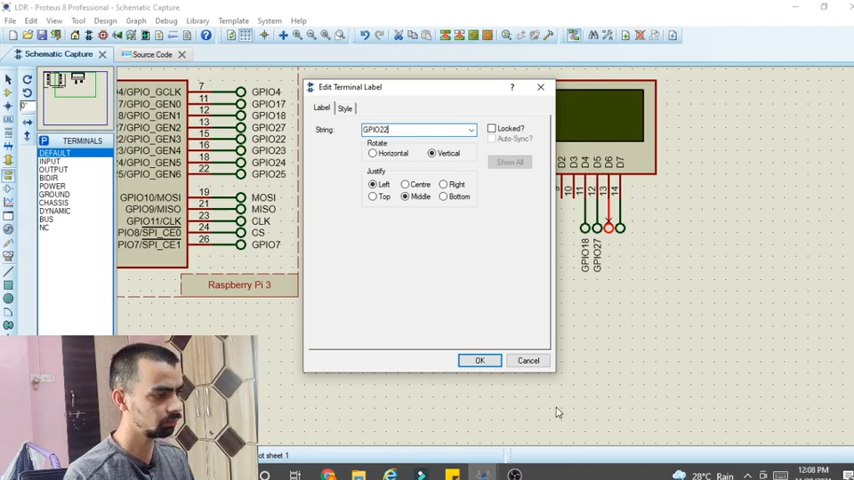 LDR - Proteus 8 Professional - Schematic Capture
File Edit View Tool Design Graph Debug Library Template System Help
Schematic Capture
Source Code
0°
P TERMINALS
DEFAULT
INPUT
OUTPUT
BIDIR
POWER
GROUND
CHASSIS
DYNAMIC
BUS
NC
4/GPIO_GCLK 7 GPIO4
7/GPIO_GEN0 11 GPIO17
8/GPIO_GEN1 12 GPIO18
7/GPIO_GEN2 13 GPIO27
2/GPIO_GEN3 15 GPIO22
3/GPIO_GEN4 16 GPIO23
4/GPIO_GEN5 18 GPIO24
5/GPIO_GEN6 22 GPIO25
GPIO10/MOSI 19 MOSI
GPIO9/MISO 21 MISO
GPIO11/CLK 23 CLK
PIO8/SPI_CE0 24 CS
PIO7/SPI_CE1 26 GPIO7
Raspberry Pi 3
Edit Terminal Label
Label Style
String: GPIO22
Locked?
Auto-Sync?
Rotate
Horizontal Vertical
Show All
Justify
Left Centre Right
Top Middle Bottom
OK Cancel
D2 D3 D4 D5 D6 D7
10 11 12 13 14
GPIO18
GPIO27
ot sheet 1
28°C Rain
12:08 PM